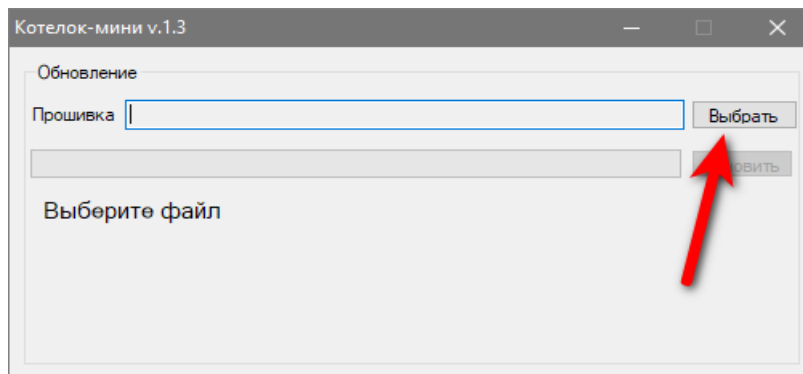 Котелок-мини v.1.3
Обновление
Прошивка Выбрать
Выберите файл